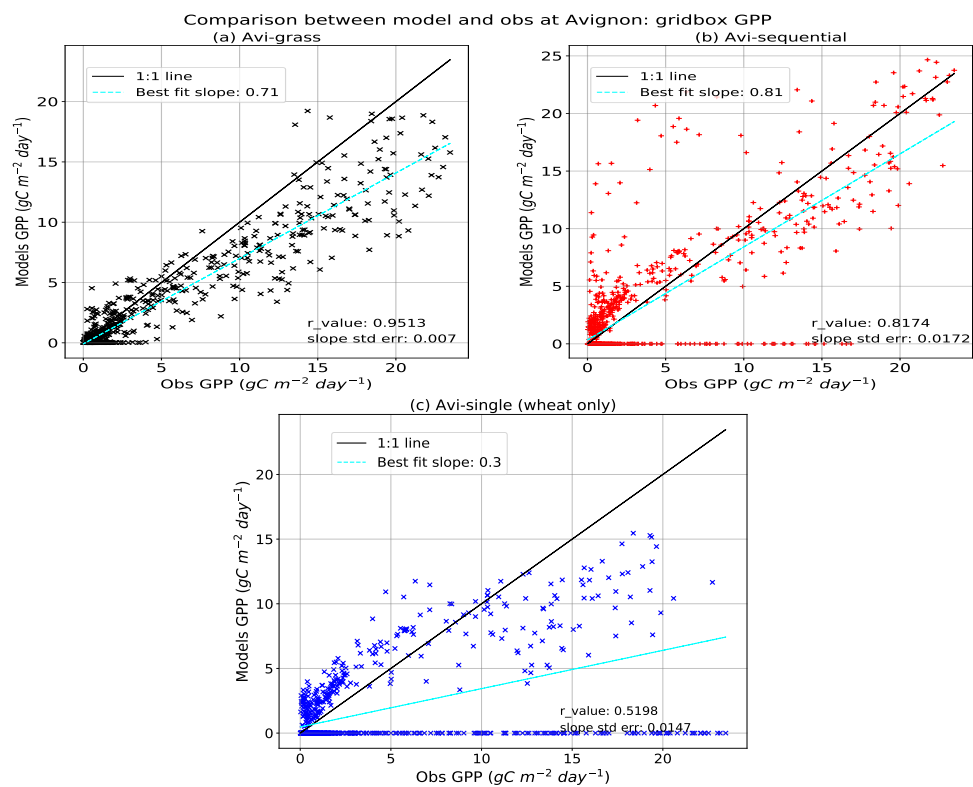 Comparison between model and obs at Avignon: gridbox GPP
(a) Avi-grass
1:1 line
Best fit slope: 0.71
Models GPP (gC m⁻² day⁻¹)
20
15
10
5
0
r_value: 0.9513
slope std err: 0.007
0 5 10 15 20
Obs GPP (gC m⁻² day⁻¹)
(b) Avi-sequential
1:1 line
Best fit slope: 0.81
Models GPP (gC m⁻² day⁻¹)
25
20
15
10
5
0
r_value: 0.8174
slope std err: 0.0172
0 5 10 15 20
Obs GPP (gC m⁻² day⁻¹)
(c) Avi-single (wheat only)
1:1 line
Best fit slope: 0.3
Models GPP (gC m⁻² day⁻¹)
20
15
10
5
0
r_value: 0.5198
slope std err: 0.0147
0 5 10 15 20
Obs GPP (gC m⁻² day⁻¹)